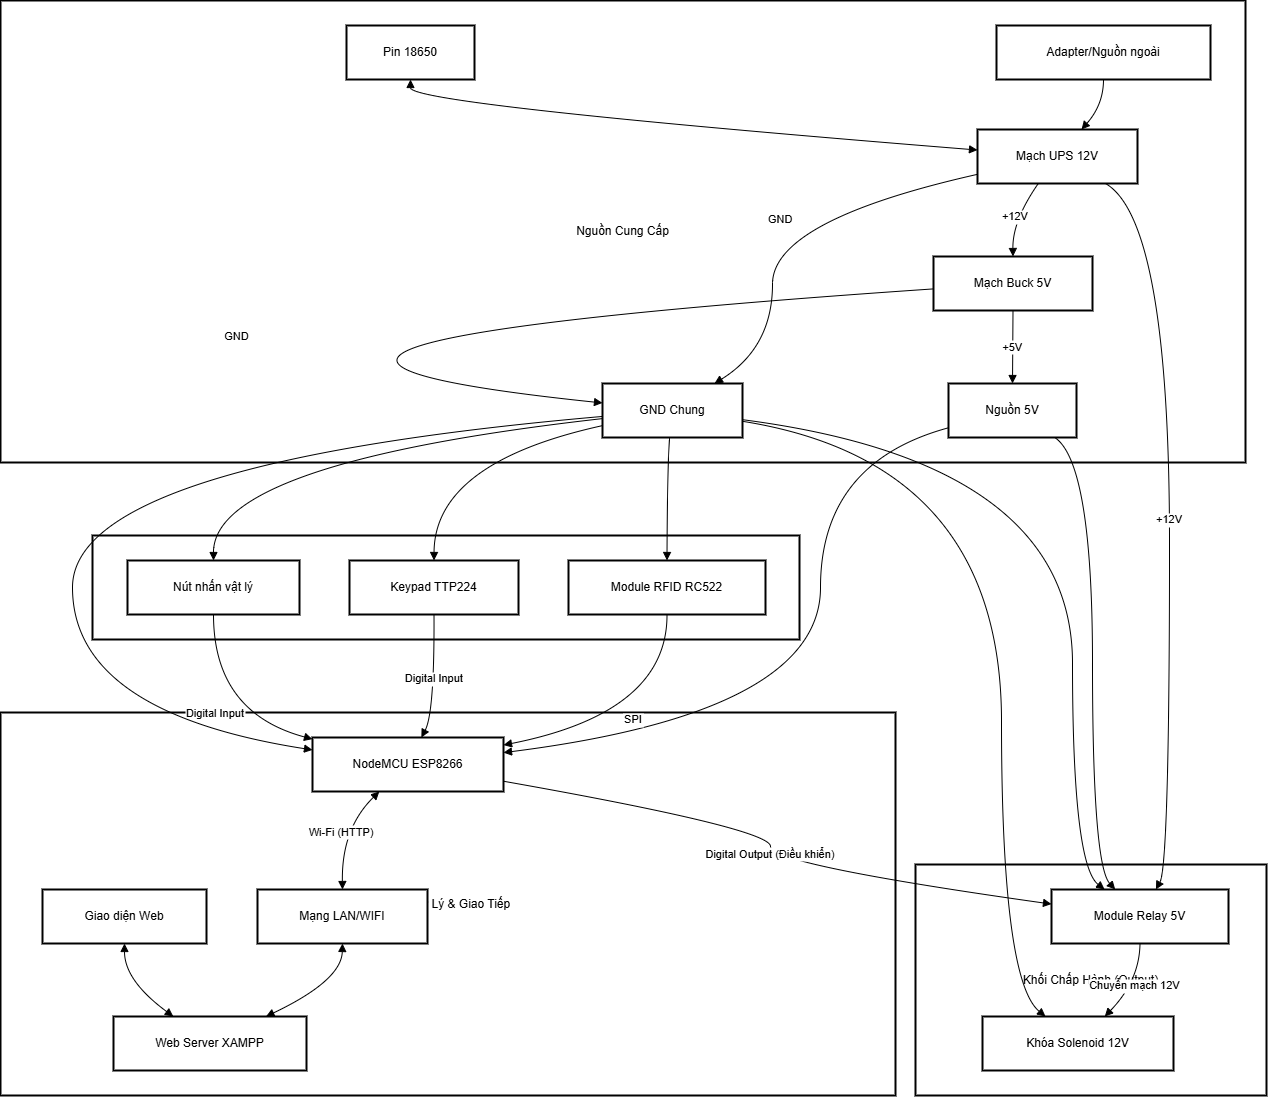 Pin 18650
Adapter/Nguồn ngoài
Mạch UPS 12V
GND
+12V
Nguồn Cung Cấp
Mạch Buck 5V
GND
+5V
GND Chung
Nguồn 5V
+12V
Nút nhấn vật lý
Keypad TTP224
Module RFID RC522
Digital Input
Digital Input
SPI
NodeMCU ESP8266
Wi-Fi (HTTP)
Digital Output (Điều khiển)
Giao diện Web
Mạng LAN/WIFI
Lý & Giao Tiếp
Module Relay 5V
Khối Chấp Hành (Output)
Chuyển mạch 12V
Web Server XAMPP
Khóa Solenoid 12V